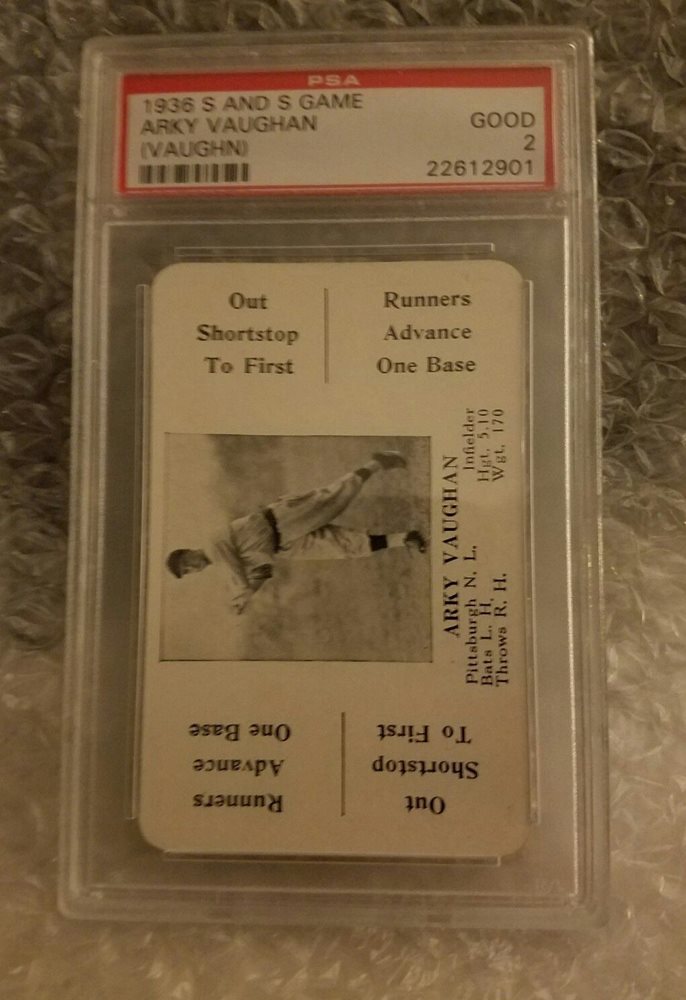 PSA
1936 S AND S GAME
ARKY VAUGHAN GOOD
(VAUGHN) 2
22612901
Out
Shortstop
To First
Runners
Advance
One Base
ARKY VAUGHAN
Pittsburgh N. L. Infielder
Bats L. H. Hgt. 5.10
Throws R. H. Wgt. 170
Out
Shortstop
To First
Runners
Advance
One Base